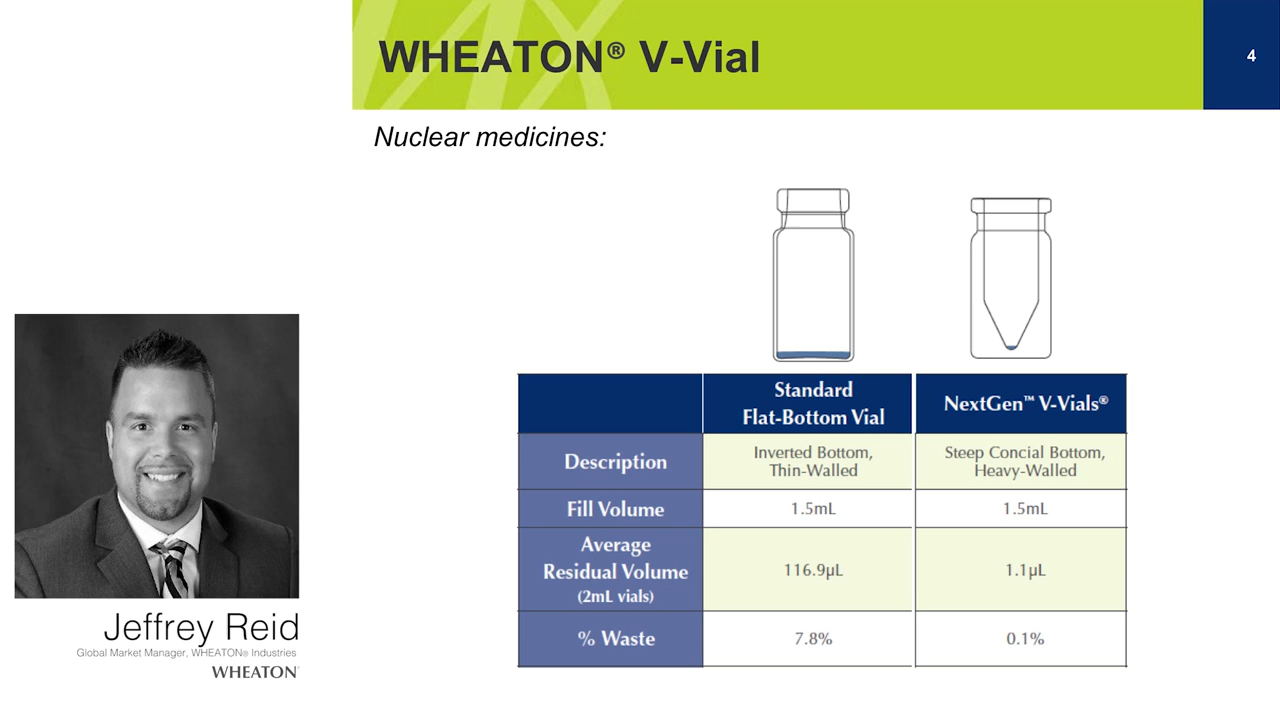 WHEATON® V-Vial
4
Nuclear medicines:
Standard
Flat-Bottom Vial
NextGen™ V-Vials®
Description
Inverted Bottom,
Thin-Walled
Steep Concial Bottom,
Heavy-Walled
Fill Volume
1.5mL
1.5mL
Average
Residual Volume
(2mL vials)
116.9µL
1.1µL
% Waste
7.8%
0.1%
Jeffrey Reid
Global Market Manager, WHEATON® Industries
WHEATON®